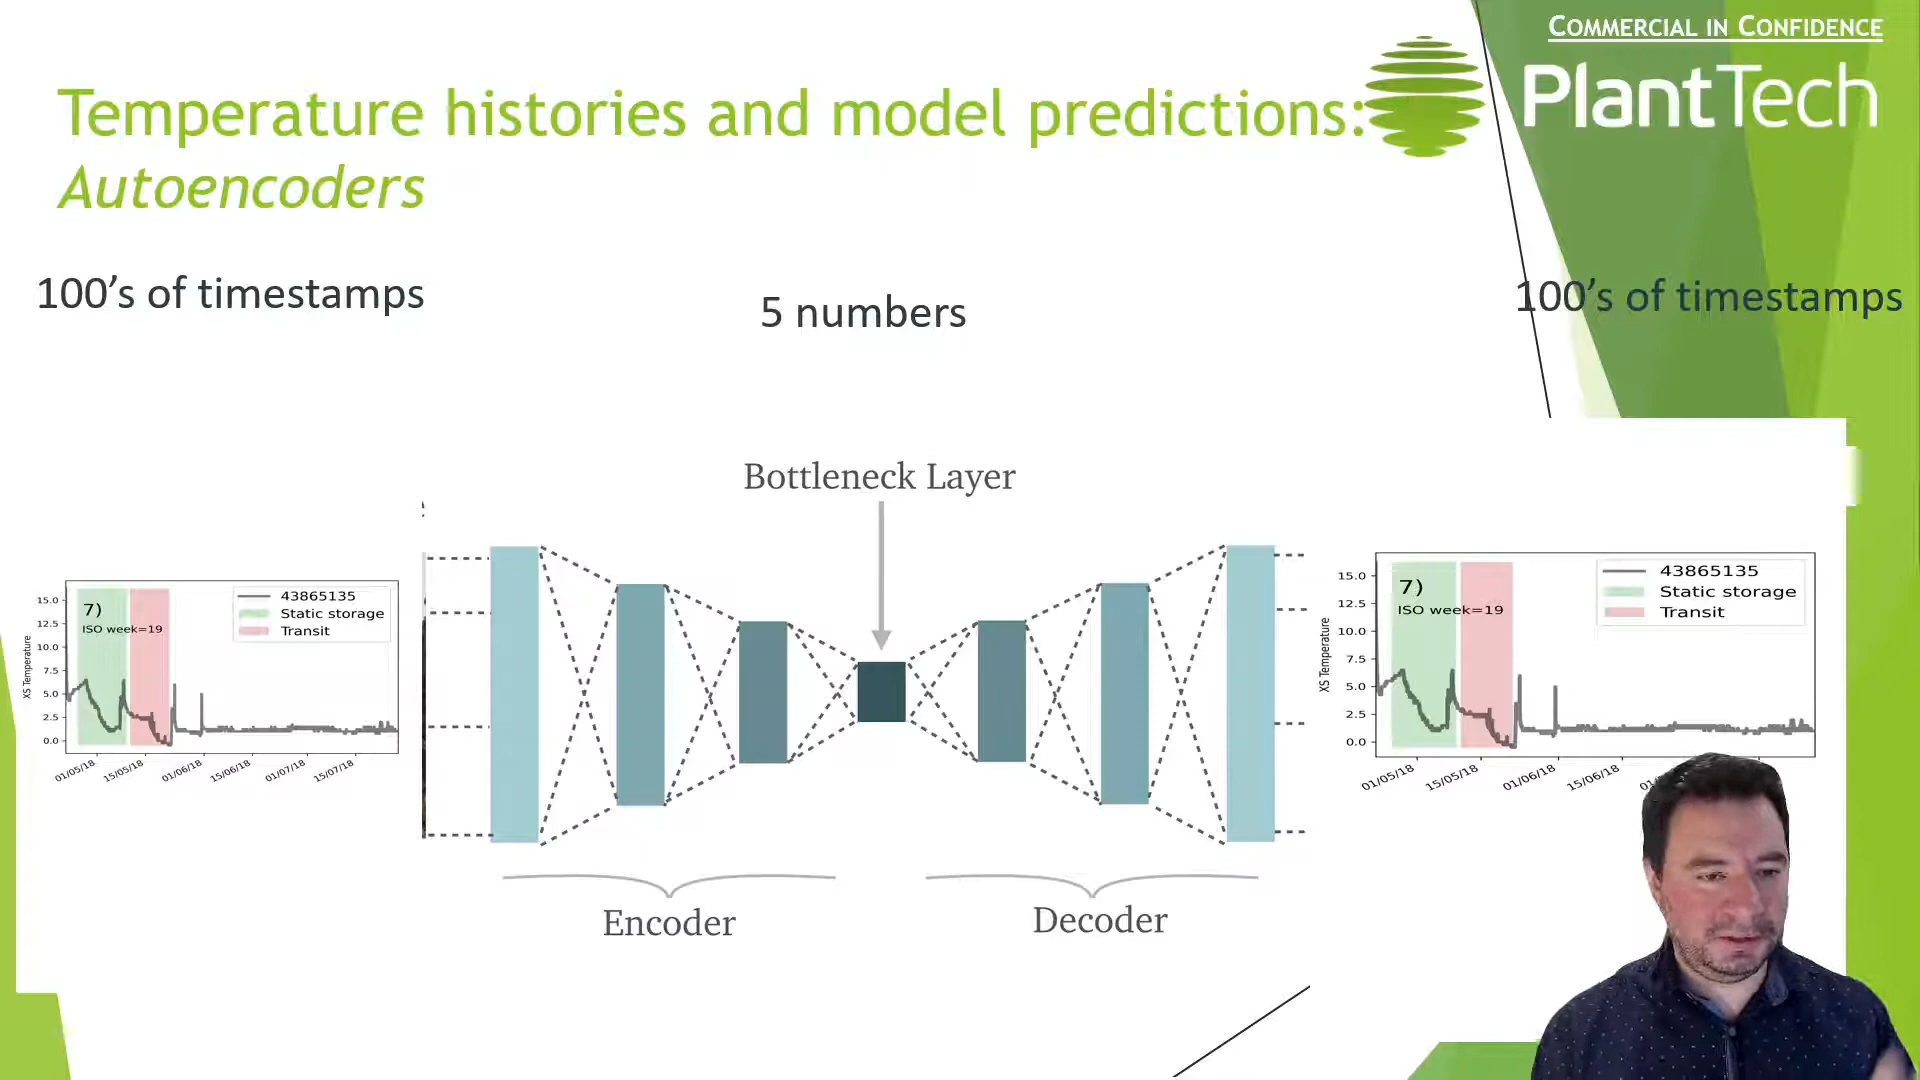 COMMERCIAL IN CONFIDENCE
PlantTech
Temperature histories and model predictions:
Autoencoders
100's of timestamps
5 numbers
100's of timestamps
Bottleneck Layer
7)
ISO week=19
43865135
Static storage
Transit
XS Temperature
15.0
12.5
10.0
7.5
5.0
2.5
0.0
01/05/18
15/05/18
01/06/18
15/06/18
01/07/18
15/07/18
7)
ISO week=19
43865135
Static storage
Transit
XS Temperature
15.0
12.5
10.0
7.5
5.0
2.5
0.0
01/05/18
15/05/18
01/06/18
15/06/18
Encoder
Decoder